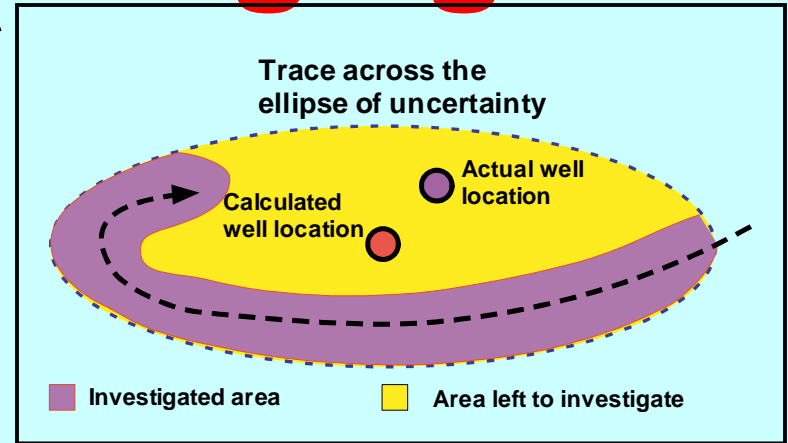 Trace across the
ellipse of uncertainty
Actual well
location
Calculated
well location
Investigated area
Area left to investigate